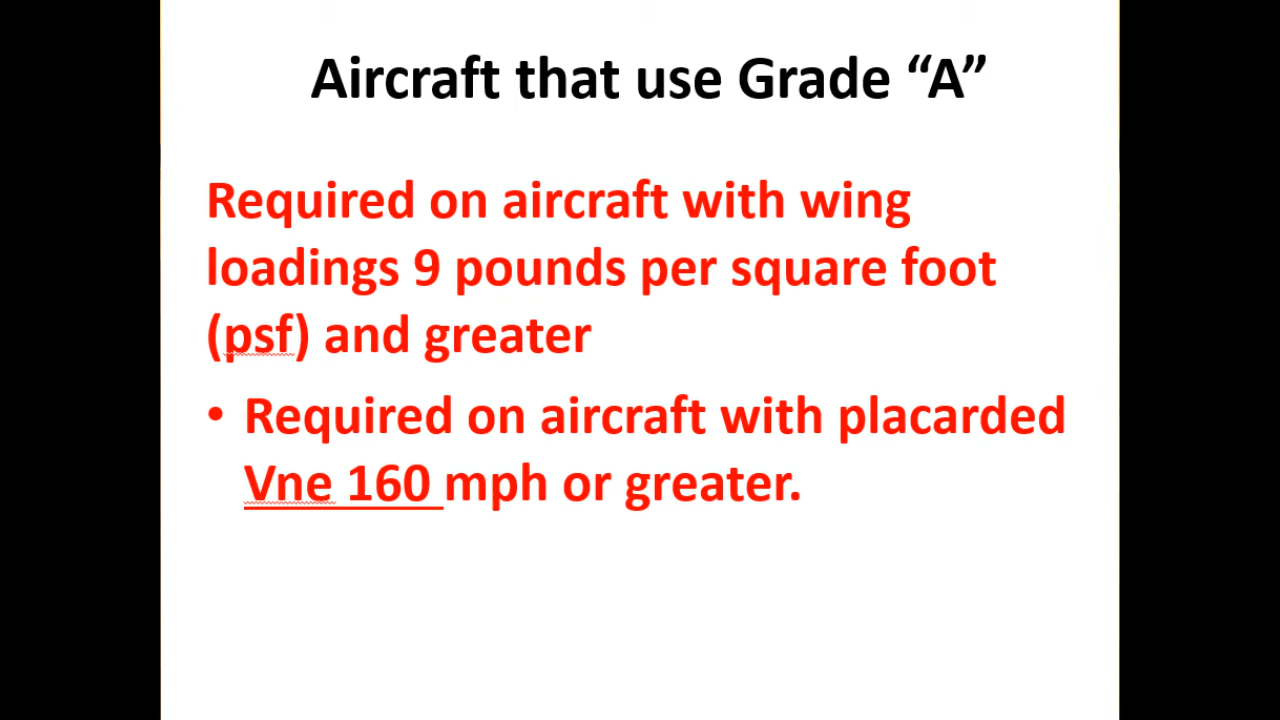 Aircraft that use Grade “A”
Required on aircraft with wing
loadings 9 pounds per square foot
(psf) and greater
• Required on aircraft with placarded
Vne 160 mph or greater.